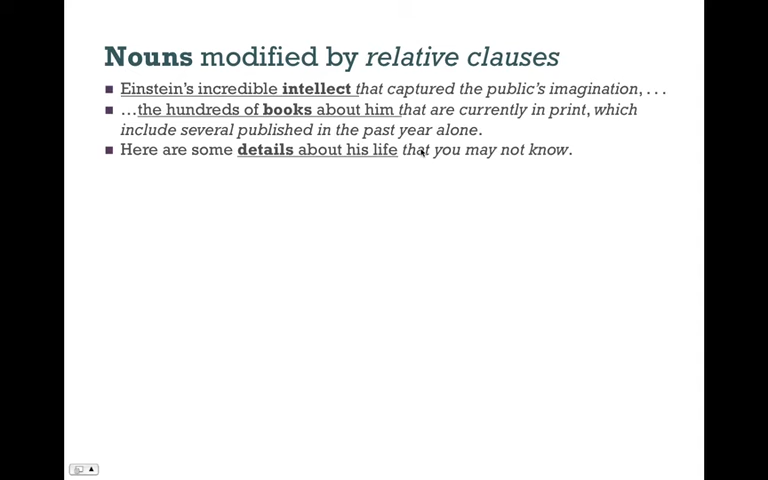 Nouns modified by relative clauses
■ Einstein's incredible intellect that captured the public's imagination, . . .
■ …the hundreds of books about him that are currently in print, which
include several published in the past year alone.
■ Here are some details about his life that you may not know.